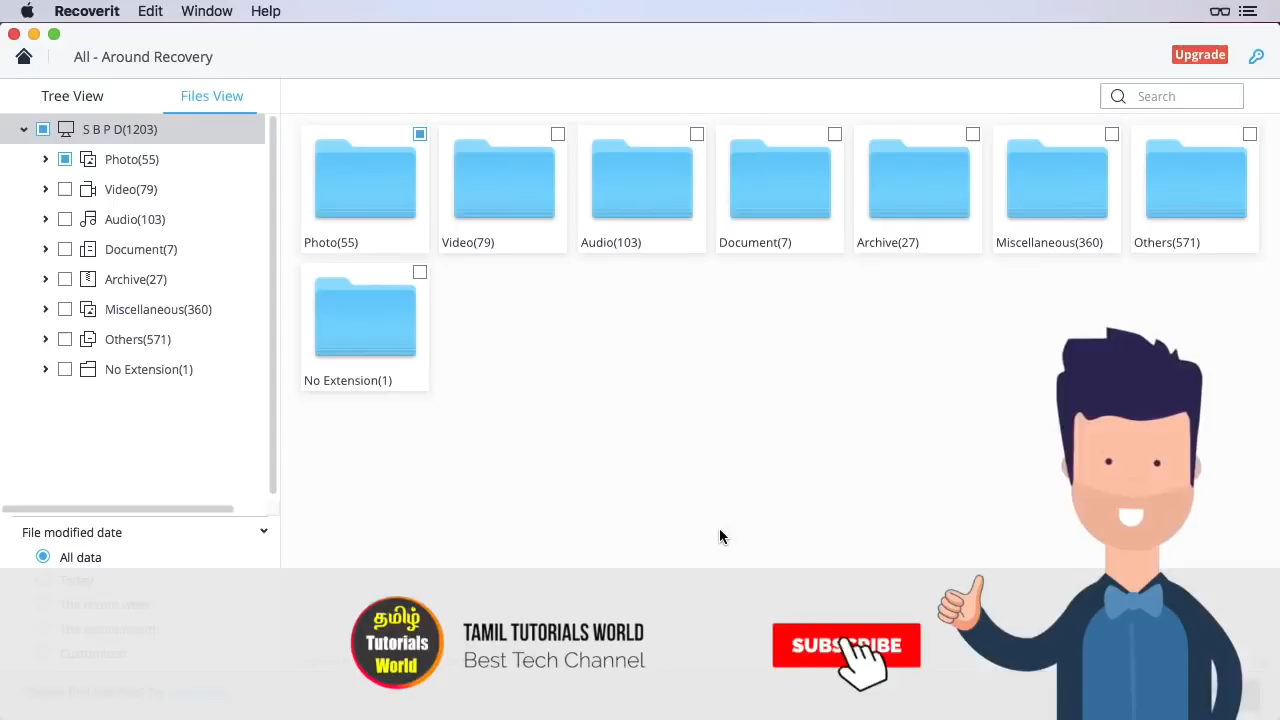 Recoverit Edit Window Help
All - Around Recovery
Upgrade
Tree View
Files View
Search
S B P D(1203)
Photo(55)
Video(79)
Audio(103)
Document(7)
Archive(27)
Miscellaneous(360)
Others(571)
No Extension(1)
Photo(55)
Video(79)
Audio(103)
Document(7)
Archive(27)
Miscellaneous(360)
Others(571)
No Extension(1)
File modified date
All data
Today
Customized
தமிழ்
Tutorials
World
TAMIL TUTORIALS WORLD
Best Tech Channel
SUBSCRIBE